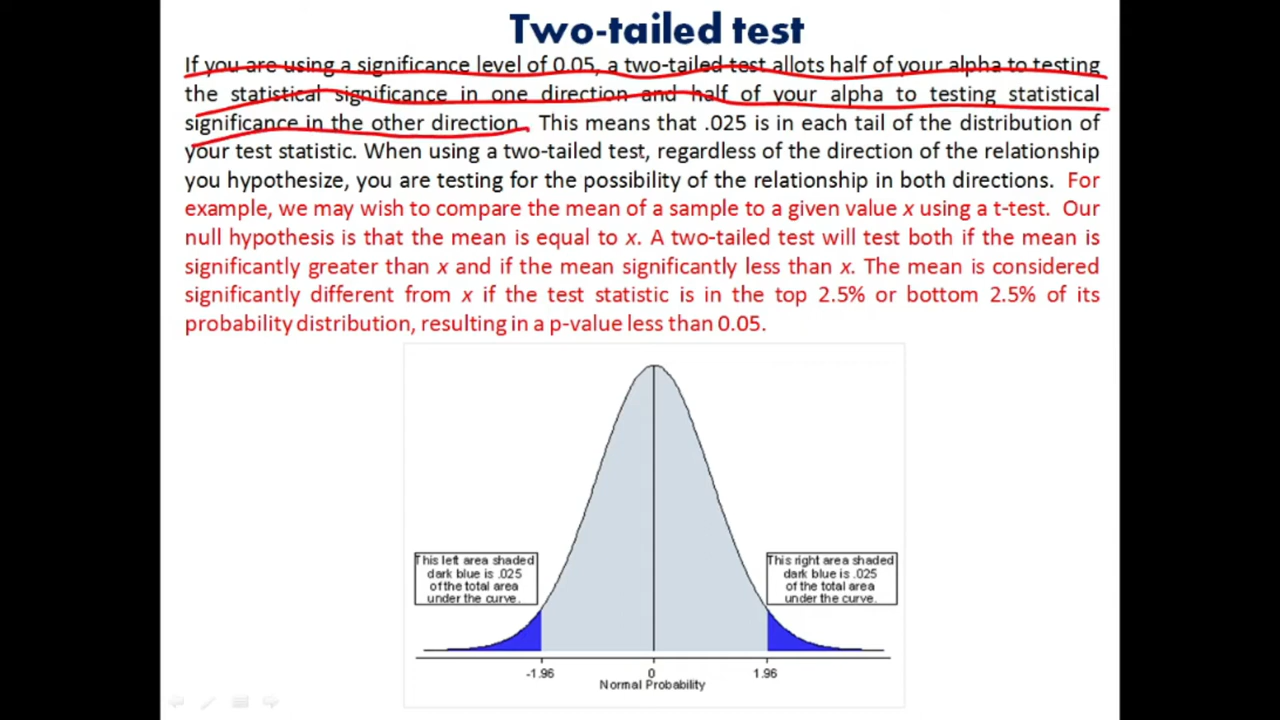 Two-tailed test
If you are using a significance level of 0.05, a two-tailed test allots half of your alpha to testing
the statistical significance in one direction and half of your alpha to testing statistical
significance in the other direction. This means that .025 is in each tail of the distribution of
your test statistic. When using a two-tailed test, regardless of the direction of the relationship
you hypothesize, you are testing for the possibility of the relationship in both directions. For
example, we may wish to compare the mean of a sample to a given value x using a t-test. Our
null hypothesis is that the mean is equal to x. A two-tailed test will test both if the mean is
significantly greater than x and if the mean significantly less than x. The mean is considered
significantly different from x if the test statistic is in the top 2.5% or bottom 2.5% of its
probability distribution, resulting in a p-value less than 0.05.
This left area shaded
dark blue is .025
of the total area
under the curve.
This right area shaded
dark blue is .025
of the total area
under the curve.
-1.96 0 1.96
Normal Probability